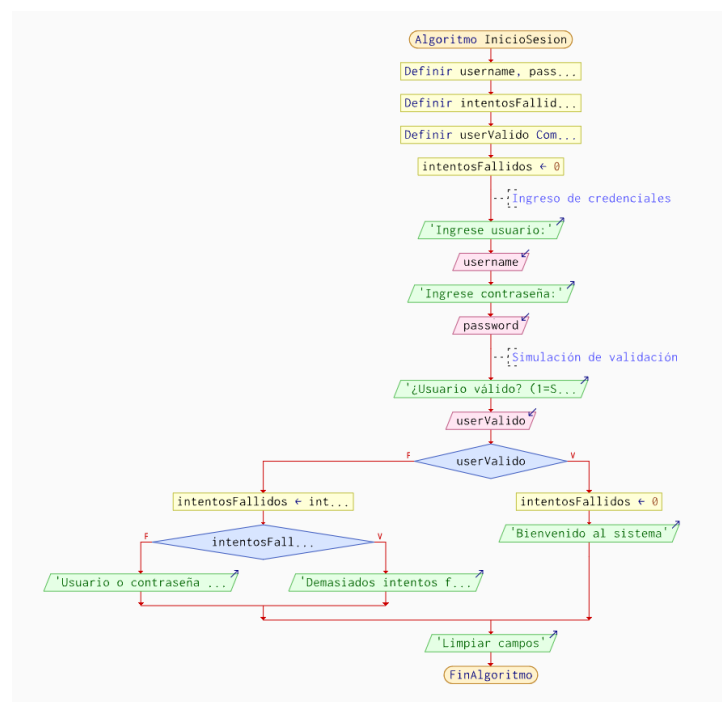 Algoritmo InicioSesion
Definir username, pass...
Definir intentosFallid...
Definir userValido Com...
intentosFallidos ← 0
Ingreso de credenciales
'Ingrese usuario:'
username
'Ingrese contraseña:'
password
Simulación de validación
'¿Usuario válido? (1=S...
userValido
F userValido V
intentosFallidos ← int... intentosFallidos ← 0
F intentosFall... V 'Bienvenido al sistema'
'Usuario o contraseña ... 'Demasiados intentos f...
'Limpiar campos'
FinAlgoritmo